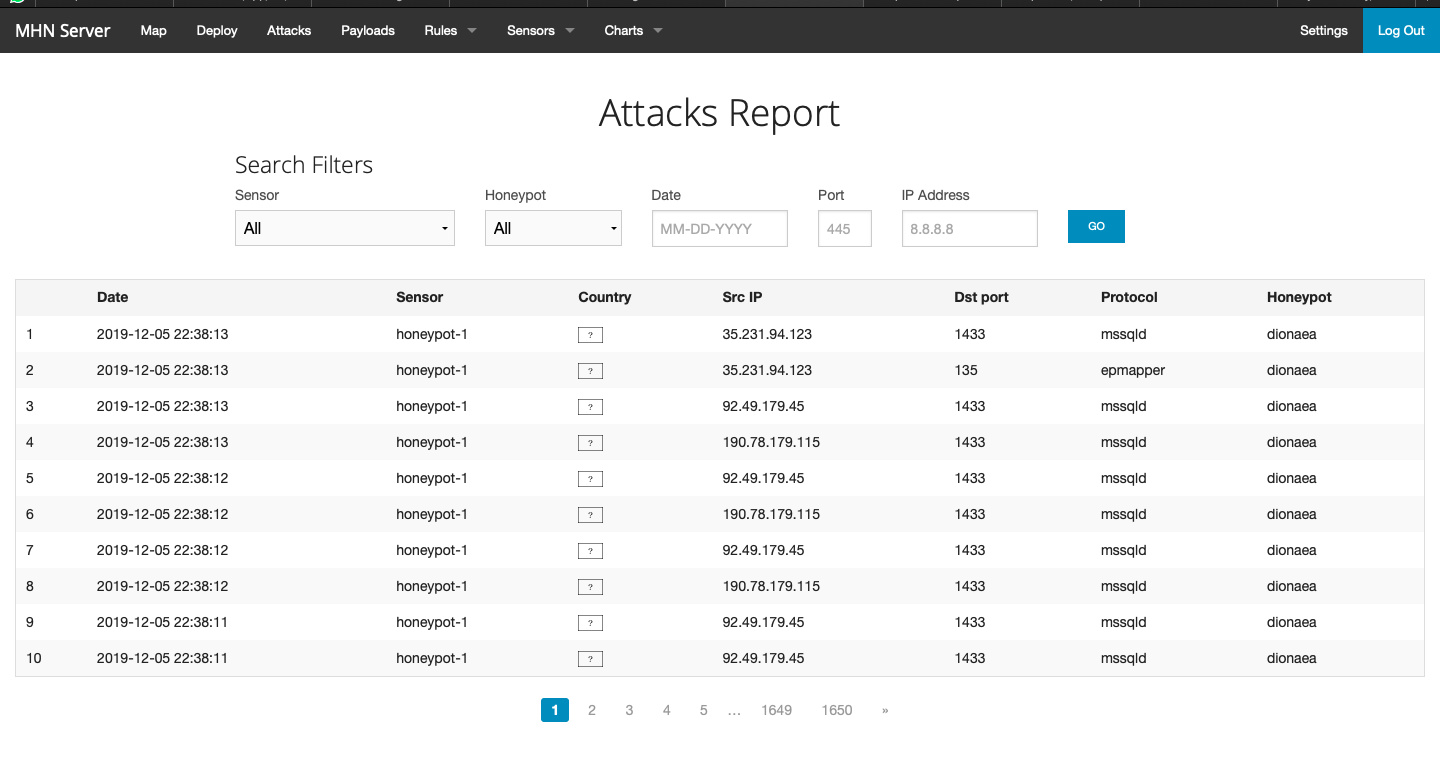 MHN Server Map Deploy Attacks Payloads Rules Sensors Charts Settings Log Out
Attacks Report
Search Filters
Sensor Honeypot Date Port IP Address
All All MM-DD-YYYY 445 8.8.8.8 GO
Date Sensor Country Src IP Dst port Protocol Honeypot
1 2019-12-05 22:38:13 honeypot-1 ? 35.231.94.123 1433 mssqld dionaea
2 2019-12-05 22:38:13 honeypot-1 ? 35.231.94.123 135 epmapper dionaea
3 2019-12-05 22:38:13 honeypot-1 ? 92.49.179.45 1433 mssqld dionaea
4 2019-12-05 22:38:13 honeypot-1 ? 190.78.179.115 1433 mssqld dionaea
5 2019-12-05 22:38:12 honeypot-1 ? 92.49.179.45 1433 mssqld dionaea
6 2019-12-05 22:38:12 honeypot-1 ? 190.78.179.115 1433 mssqld dionaea
7 2019-12-05 22:38:12 honeypot-1 ? 92.49.179.45 1433 mssqld dionaea
8 2019-12-05 22:38:12 honeypot-1 ? 190.78.179.115 1433 mssqld dionaea
9 2019-12-05 22:38:11 honeypot-1 ? 92.49.179.45 1433 mssqld dionaea
10 2019-12-05 22:38:11 honeypot-1 ? 92.49.179.45 1433 mssqld dionaea
1 2 3 4 5 … 1649 1650 »